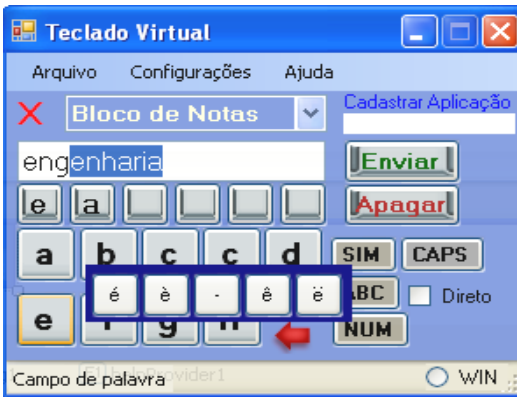 Teclado Virtual
Arquivo Configurações Ajuda
Bloco de Notas
Cadastrar Aplicação
engenharia
Enviar
e a
Apagar
a b c c d
SIM CAPS
é è · ê ë
ABC Direto
e f g h
NUM
Campo de palavra
helpProvider1
WIN